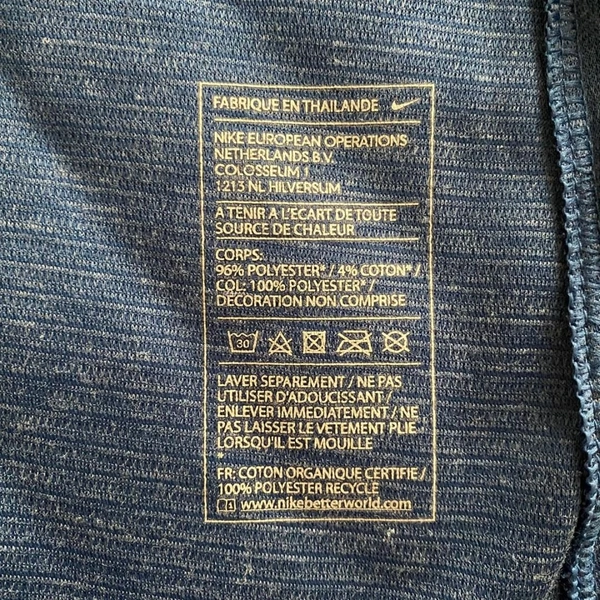 FABRIQUE EN THAILANDE
NIKE EUROPEAN OPERATIONS
NETHERLANDS B.V.
COLOSSEUM 1
1213 NL HILVERSUM
A TENIR A L'ECART DE TOUTE
SOURCE DE CHALEUR
CORPS:
96% POLYESTER* / 4% COTON* /
COL: 100% POLYESTER* /
DECORATION NON COMPRISE
30
LAVER SEPAREMENT / NE PAS
UTILISER D'ADOUCISSANT /
ENLEVER IMMEDIATEMENT / NE
PAS LAISSER LE VETEMENT PLIE
LORSQU'IL EST MOUILLE
*
FR: COTON ORGANIQUE CERTIFIE /
100% POLYESTER RECYCLE
1 www.nikebetterworld.com